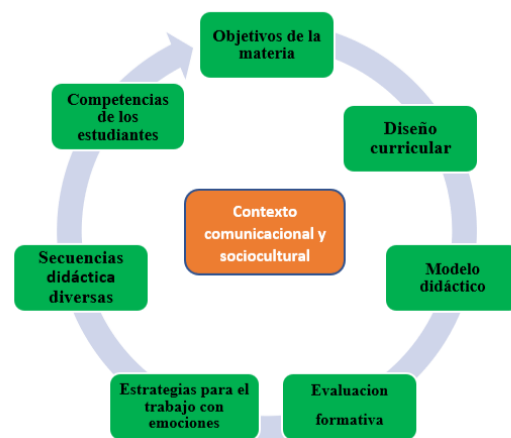 Objetivos de la
materia
Diseño
curricular
Modelo
didáctico
Evaluacion
formativa
Estrategias para el
trabajo con
emociones
Secuencias
didáctica
diversas
Competencias
de los
estudiantes
Contexto
comunicacional y
sociocultural